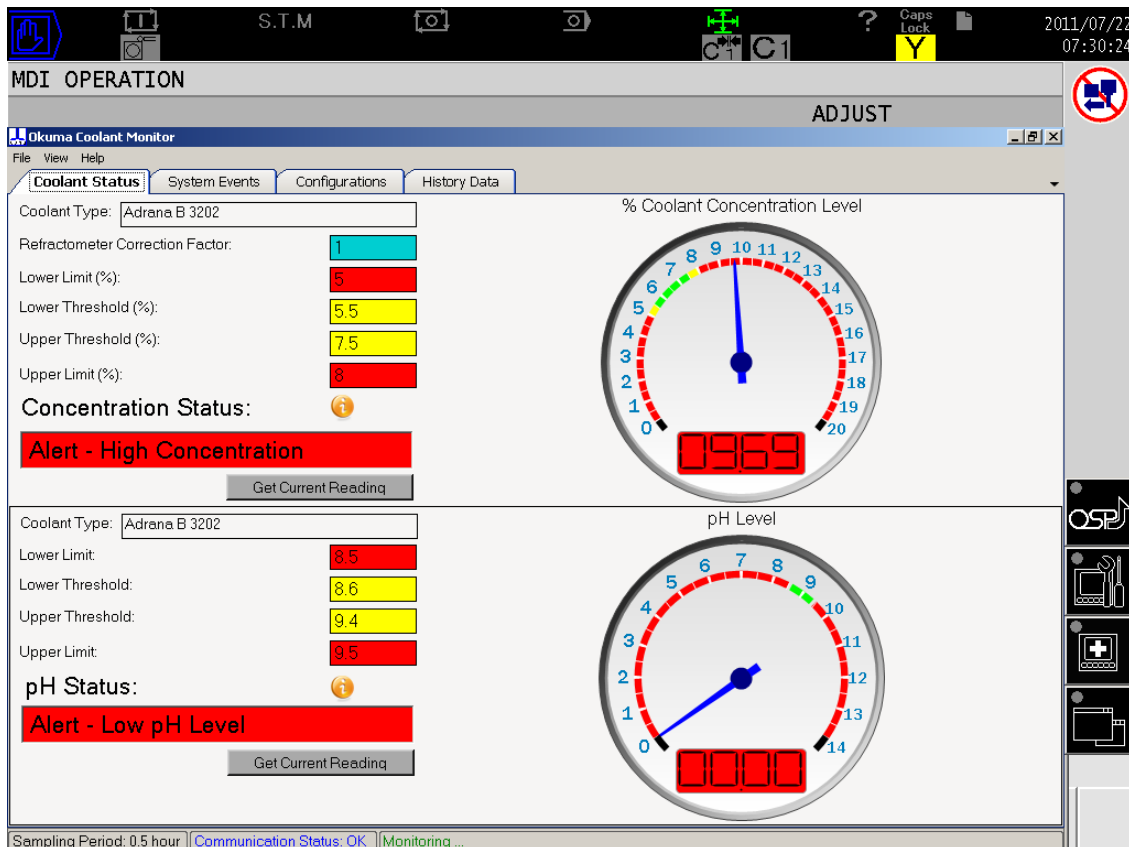 S.T.M
?
Caps
Lock
Y
2011/07/22
07:30:24
C 1
C1
MDI OPERATION
ADJUST
Okuma Coolant Monitor
File View Help
Coolant Status System Events Configurations History Data
Coolant Type: Adrana B 3202
Refractometer Correction Factor: 1
Lower Limit (%): 5
Lower Threshold (%): 5.5
Upper Threshold (%): 7.5
Upper Limit (%): 8
Concentration Status:
Alert - High Concentration
Get Current Reading
% Coolant Concentration Level
0 1 2 3 4 5 6 7 8 9 10 11 12 13 14 15 16 17 18 19 20
09.69
Coolant Type: Adrana B 3202
Lower Limit: 8.5
Lower Threshold: 8.6
Upper Threshold: 9.4
Upper Limit: 9.5
pH Status:
Alert - Low pH Level
Get Current Reading
pH Level
0 1 2 3 4 5 6 7 8 9 10 11 12 13 14
00.00
OSP
Sampling Period: 0.5 hour Communication Status: OK Monitoring ...